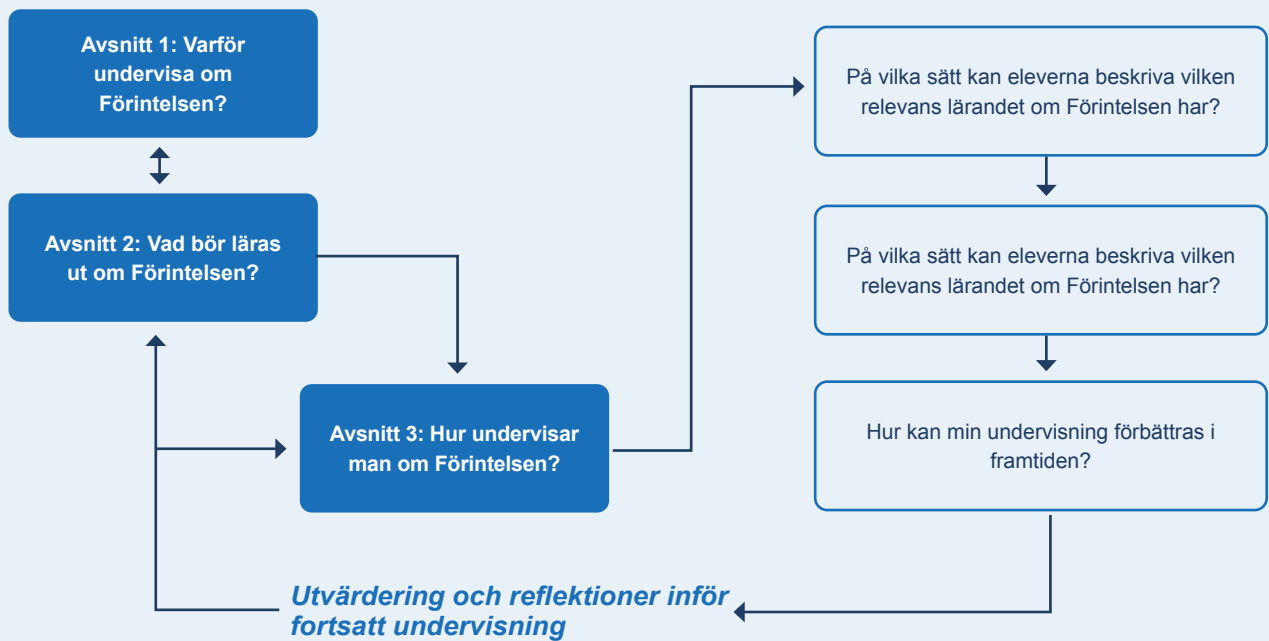 Avsnitt 1: Varför
undervisa om
Förintelsen?
Avsnitt 2: Vad bör läras
ut om Förintelsen?
Avsnitt 3: Hur undervisar
man om Förintelsen?
På vilka sätt kan eleverna beskriva vilken
relevans lärandet om Förintelsen har?
På vilka sätt kan eleverna beskriva vilken
relevans lärandet om Förintelsen har?
Hur kan min undervisning förbättras i
framtiden?
Utvärdering och reflektioner inför
fortsatt undervisning